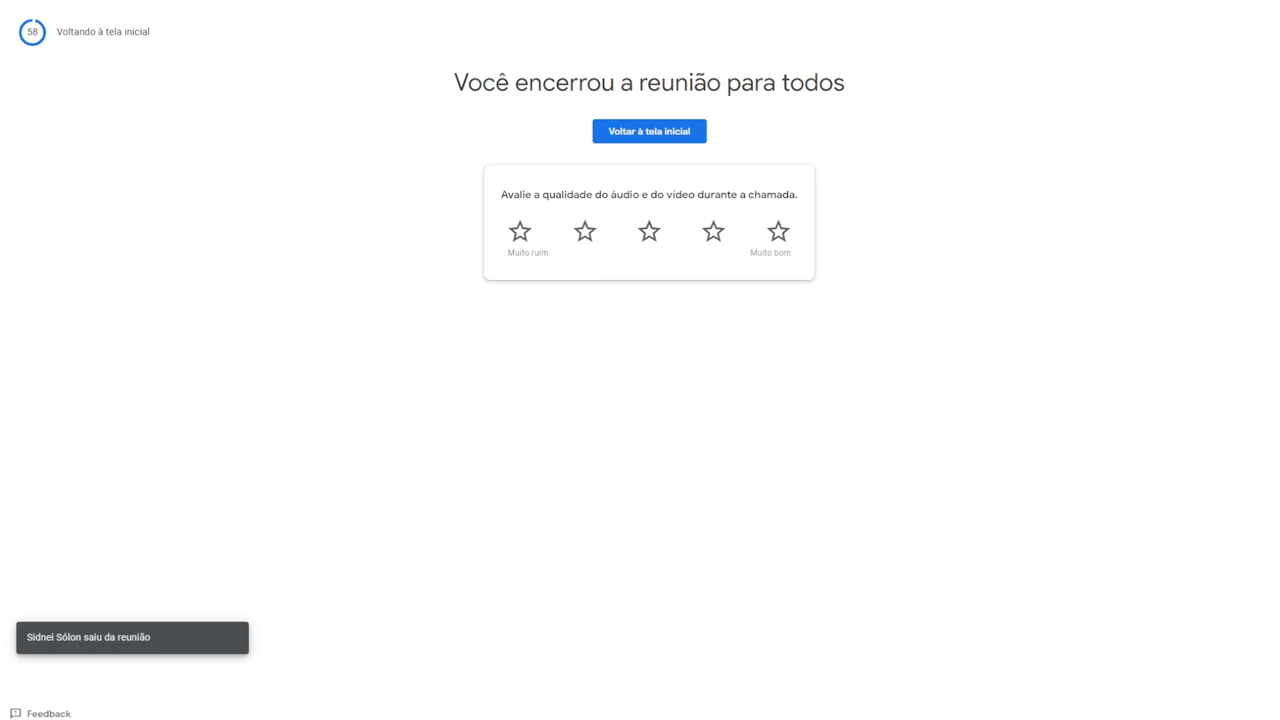 58 Voltando à tela inicial
Você encerrou a reunião para todos
Voltar à tela inicial
Avalie a qualidade do áudio e do vídeo durante a chamada.
Muito ruim Muito bom
Sidnei Sólon saiu da reunião
Feedback